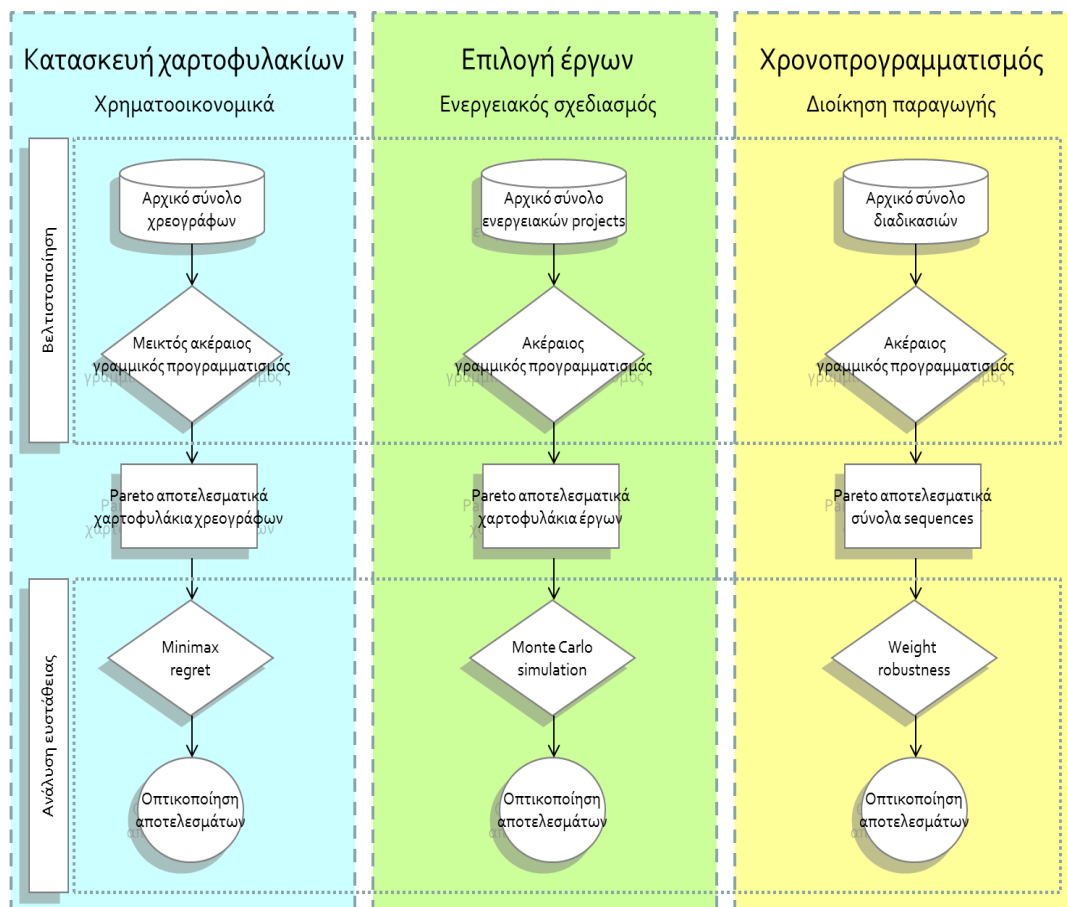 Κατασκευή χαρτοφυλακίων
Χρηματοοικονομικά
Επιλογή έργων
Ενεργειακός σχεδιασμός
Χρονοπρογραμματισμός
Διοίκηση παραγωγής
Βελτιστοποίηση
Αρχικό σύνολο
χρεογράφων
Αρχικό σύνολο
ενεργειακών projects
Αρχικό σύνολο
διαδικασιών
Μεικτός ακέραιος
γραμμικός προγραμματισμός
Ακέραιος
γραμμικός προγραμματισμός
Ακέραιος
γραμμικός προγραμματισμός
Pareto αποτελεσματικά
χαρτοφυλάκια χρεογράφων
Pareto αποτελεσματικά
χαρτοφυλάκια έργων
Pareto αποτελεσματικά
σύνολα sequences
Ανάλυση ευστάθειας
Minimax
regret
Monte Carlo
simulation
Weight
robustness
Οπτικοποίηση
αποτελεσμάτων
Οπτικοποίηση
αποτελεσμάτων
Οπτικοποίηση
αποτελεσμάτων